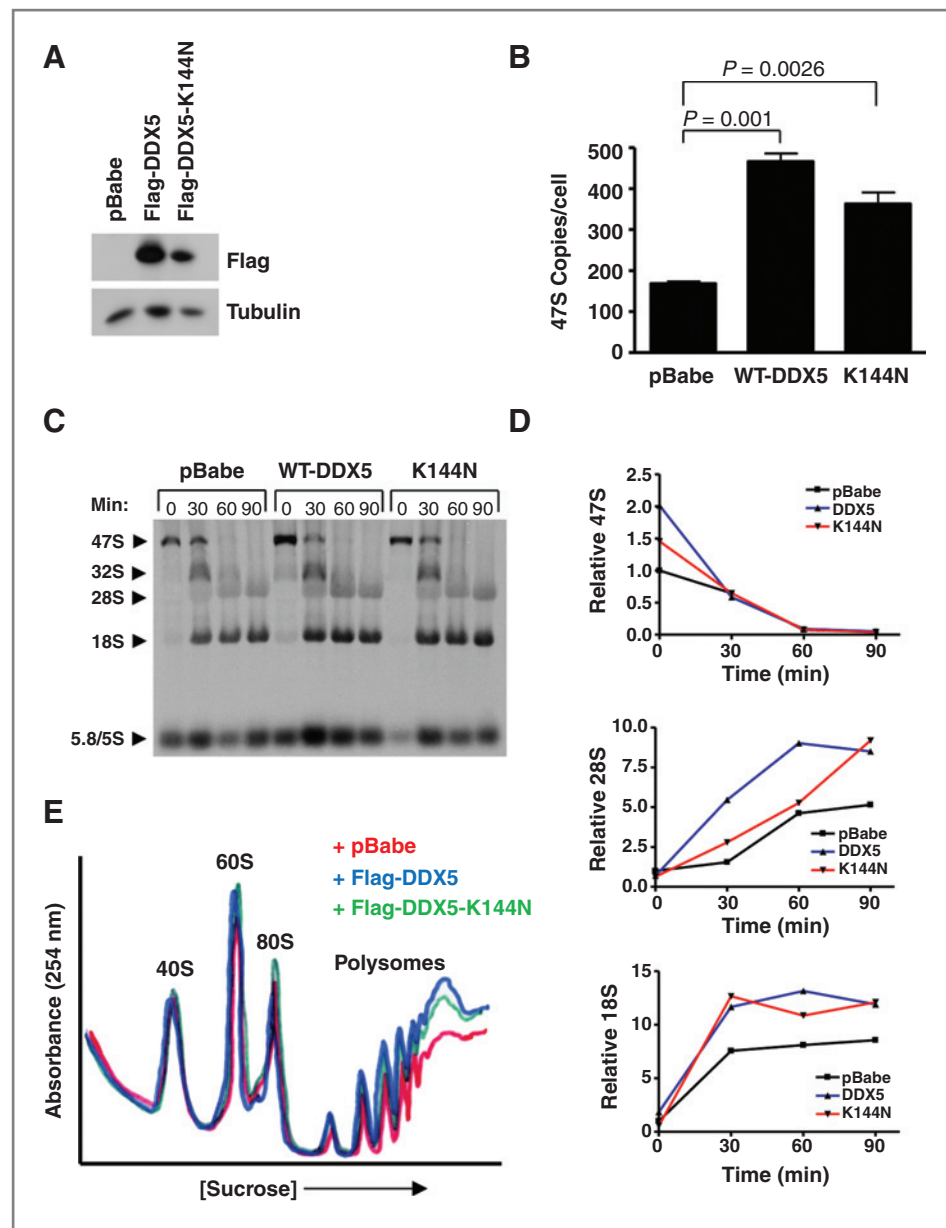 A
pBabe
Flag-DDX5
Flag-DDX5-K144N
Flag
Tubulin
B
P = 0.0026
P = 0.001
47S Copies/cell
500
400
300
200
100
0
pBabe WT-DDX5 K144N
C
pBabe WT-DDX5 K144N
Min: 0 30 60 90 0 30 60 90 0 30 60 90
47S
32S
28S
18S
5.8/5S
D
Relative 47S
2.5
2.0
1.5
1.0
0.5
0.0
pBabe
DDX5
K144N
0 30 60 90
Time (min)
Relative 28S
10.0
7.5
5.0
2.5
0.0
pBabe
DDX5
K144N
0 30 60 90
Time (min)
Relative 18S
15
10
5
0
pBabe
DDX5
K144N
0 30 60 90
Time (min)
E
+ pBabe
+ Flag-DDX5
+ Flag-DDX5-K144N
Absorbance (254 nm)
40S
60S
80S
Polysomes
[Sucrose]